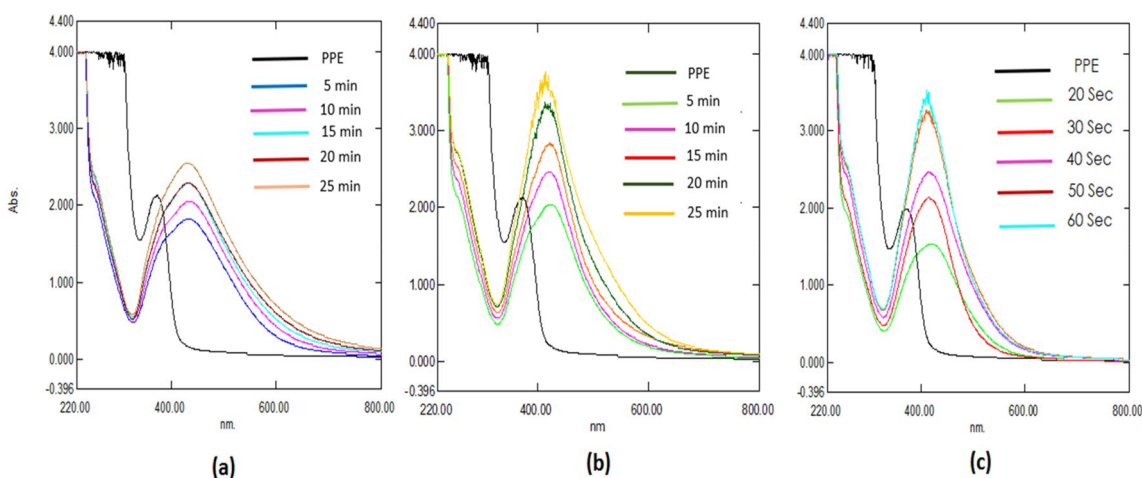 4.400
4.000
3.000
2.000
1.000
0.000
-0.396
Abs.
220.00
400.00
600.00
800.00
nm.
PPE
5 min
10 min
15 min
20 min
25 min
(a)
4.400
4.000
3.000
2.000
1.000
0.000
-0.396
220.00
400.00
600.00
800.00
nm
PPE
5 min
10 min
15 min
20 min
25 min
(b)
4.400
4.000
3.000
2.000
1.000
0.000
-0.396
220.00
400.00
600.00
800.00
nm.
PPE
20 Sec
30 Sec
40 Sec
50 Sec
60 Sec
(c)